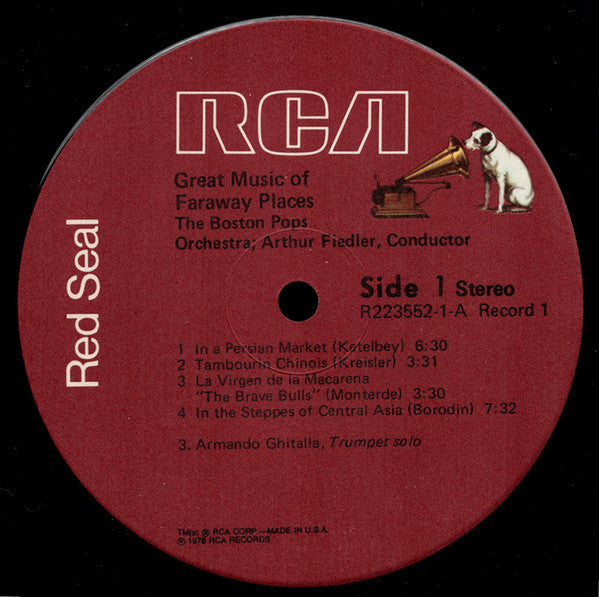 RCA
Great Music of
Faraway Places
The Boston Pops
Orchestra; Arthur Fiedler, Conductor
Red Seal
Side 1 Stereo
R223552-1-A Record 1
1 In a Persian Market (Ketelbey) 6:30
2 Tambourin Chinois (Kreisler) 3:31
3 La Virgen de la Macarena
"The Brave Bulls" (Monterde) 3:30
4 In the Steppes of Central Asia (Borodin) 7:32
3. Armando Ghitalla, Trumpet solo
TM(s) ® RCA CORP.—MADE IN U.S.A.
℗ 1978 RCA RECORDS